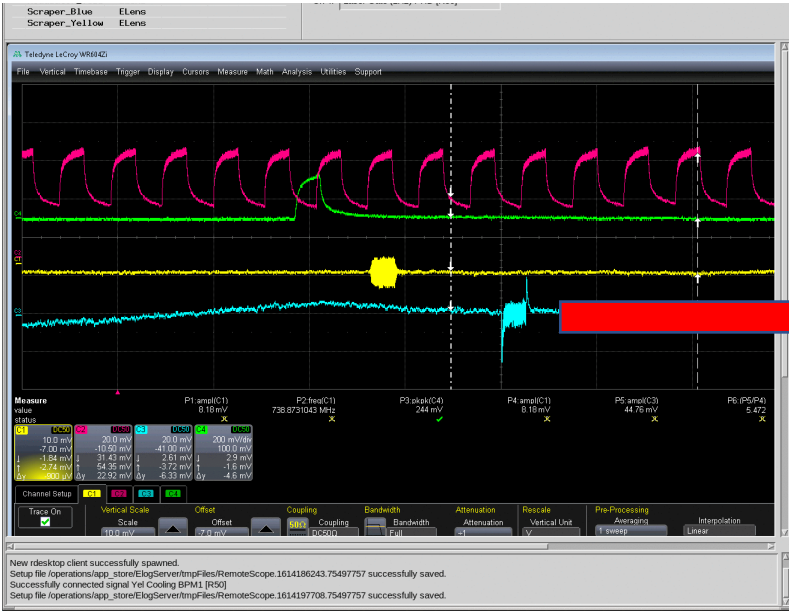 Scraper_Blue ELens
Scraper_Yellow ELens
Teledyne LeCroy WR604Zi
File Vertical Timebase Trigger Display Cursors Measure Math Analysis Utilities Support
C4
C3
Measure P1:ampl(C1) P2:freq(C1) P3:pkpk(C4) P4:ampl(C1) P5:ampl(C3) P6:(P5/P4)
value 8.18 mV 738.8731043 MHz 244 mV 8.18 mV 44.76 mV 5.472
status
C1 DC50 C2 DC50 C3 DC50 C4 DC50
10.0 mV 20.0 mV 20.0 mV 200 mV/div
-7.00 mV -10.50 mV -41.00 mV 100.0 mV
↓ -1.84 mV ↓ 31.43 mV ↓ 2.61 mV ↓ 2.9 mV
↑ -2.74 mV ↑ 54.35 mV ↑ -3.72 mV ↑ -1.6 mV
Δy -900 µV Δy 22.92 mV Δy -6.33 mV Δy -4.6 mV
Channel Setup C1 C2 C3 C4
Trace On Vertical Scale Offset Coupling Bandwidth Attenuation Rescale Pre-Processing
Scale Offset 50Ω Coupling Bandwidth Attenuation Vertical Unit Averaging Interpolation
10.0 mV -7.0 mV DC50Ω Full ÷1 V 1 sweep Linear
New rdesktop client successfully spawned.
Setup file /operations/app_store/ElogServer/tmpFiles/RemoteScope.1614186243.75497757 successfully saved.
Successfully connected signal Yel Cooling BPM1 [R50]
Setup file /operations/app_store/ElogServer/tmpFiles/RemoteScope.1614197708.75497757 successfully saved.